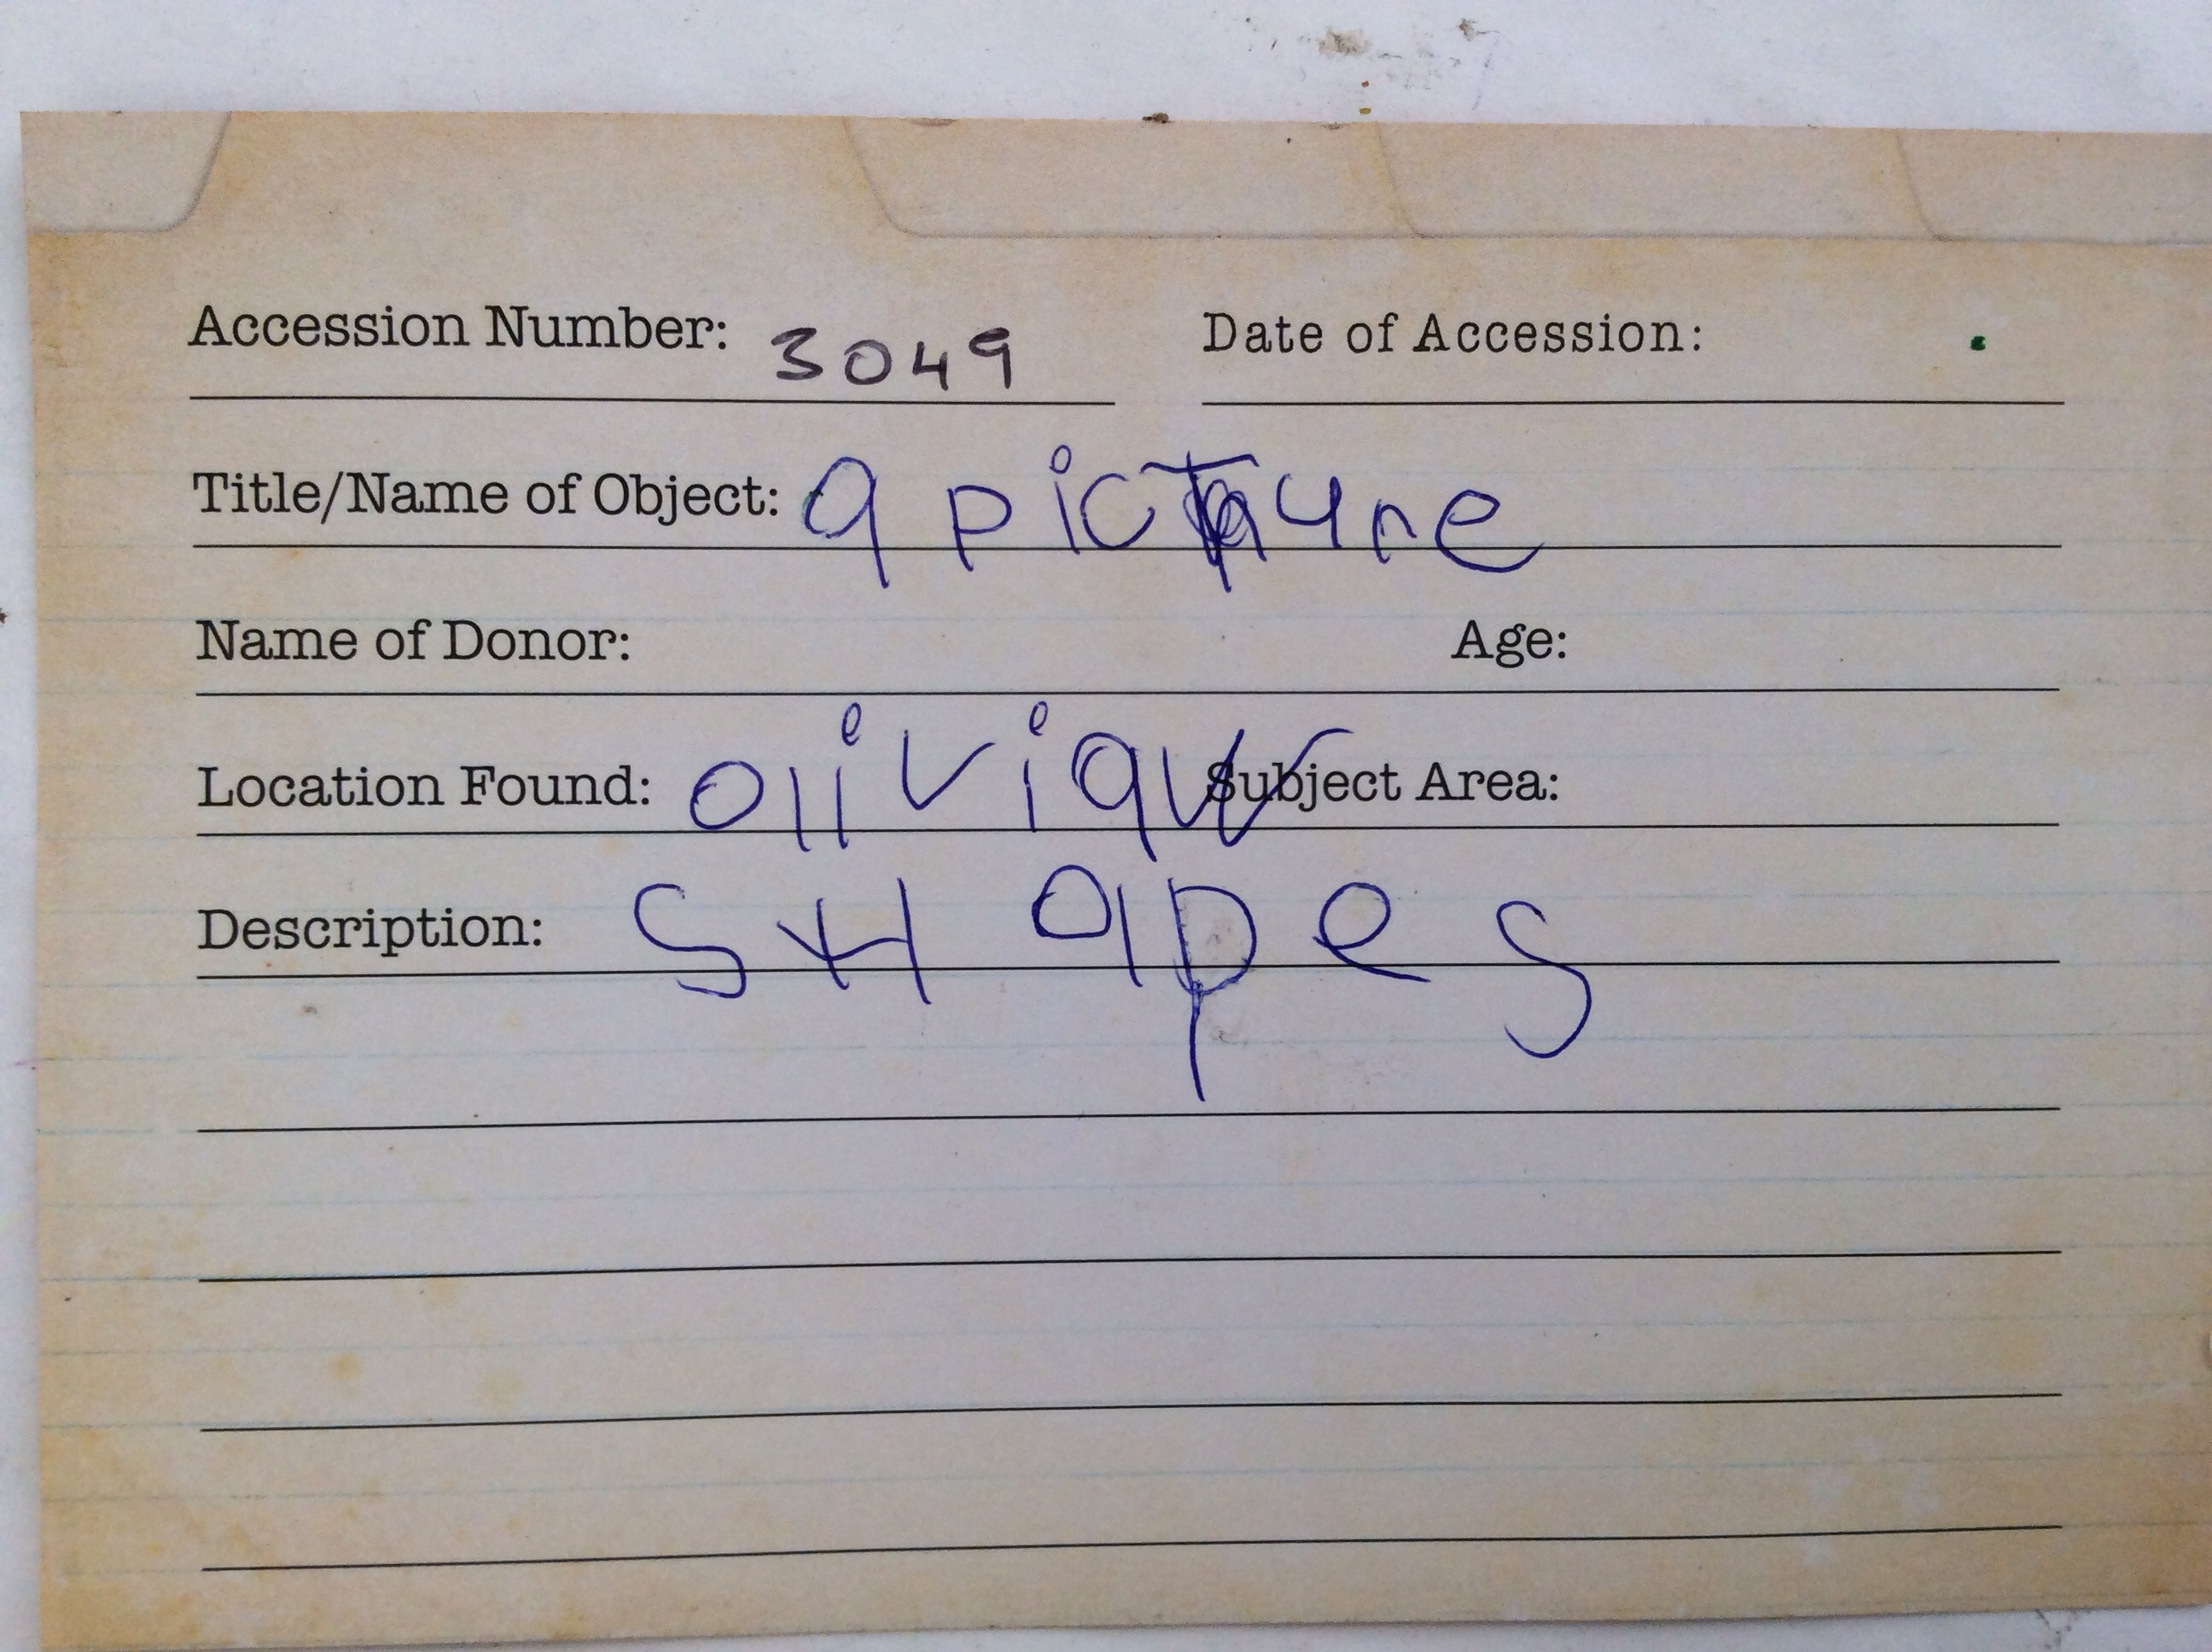 Accession Number: 3049 Date of Accession:
Title/Name of Object: a picture
Name of Donor: Age:
Location Found: oliviaw Subject Area:
Description: SHapes